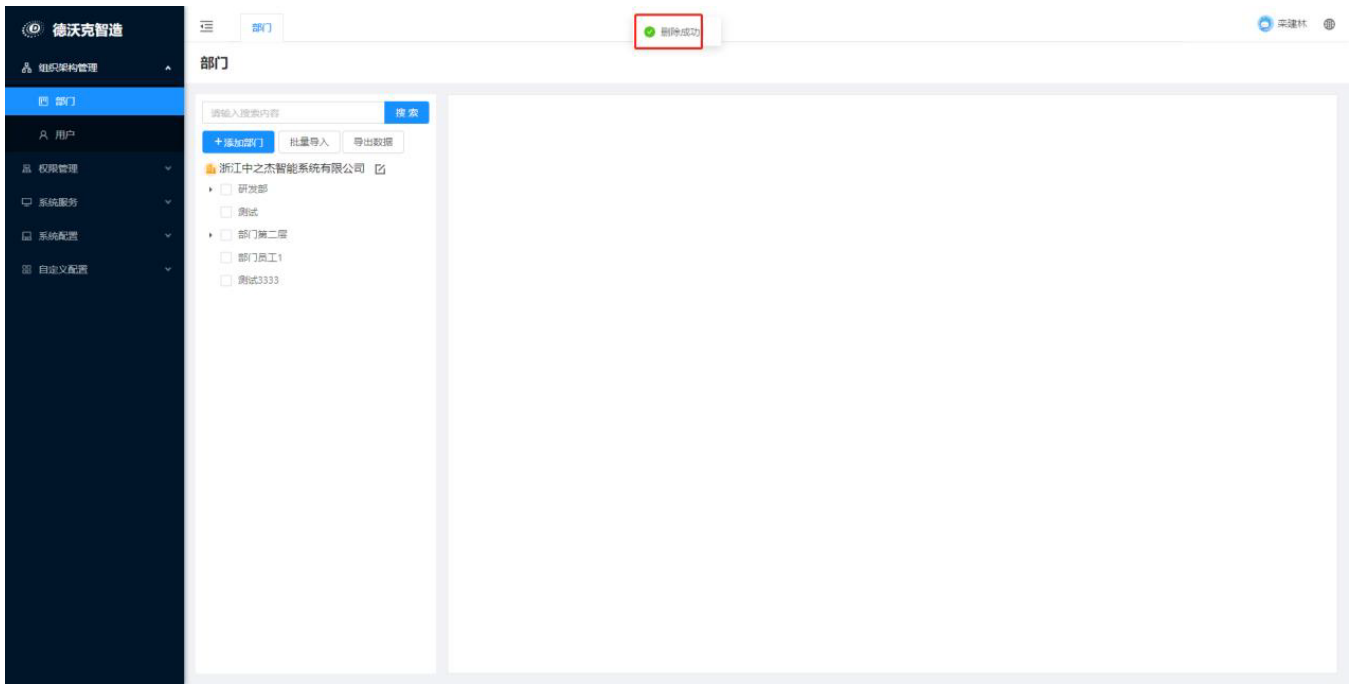 德沃克智造
部门
删除成功
栾建林
组织架构管理
部门
部门
用户
权限管理
系统服务
系统配置
自定义配置
请输入搜索内容
搜 索
+添加部门
批量导入
导出数据
浙江中之杰智能系统有限公司
研发部
测试
部门第二层
部门员工1
测试3333